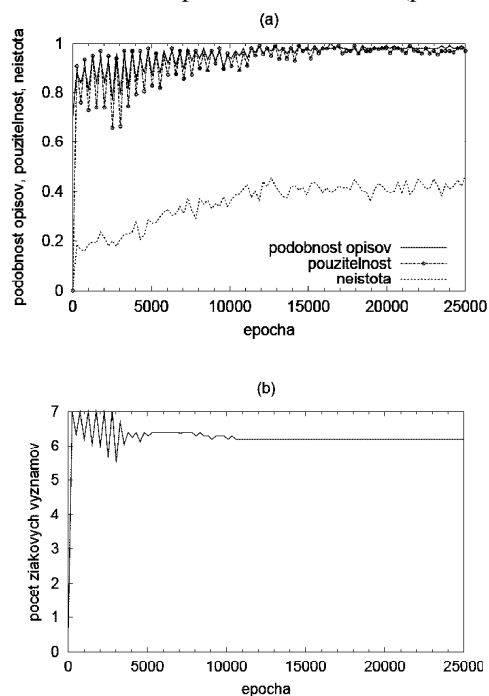 (a)
podobnost opisov, pouzitelnost, neistota
1
0.8
0.6
0.4
0.2
0
podobnost opisov
pouzitelnost
neistota
0 5000 10000 15000 20000 25000
epocha
(b)
pocet ziakovych vyznamov
7
6
5
4
3
2
1
0
0 5000 10000 15000 20000 25000
epocha